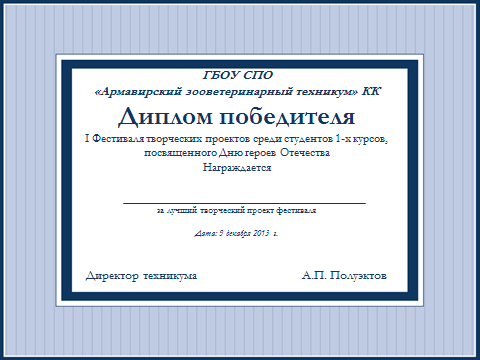 ГБОУ СПО
«Армавирский зооветеринарный техникум» КК
Диплом победителя
I Фестиваля творческих проектов среди студентов 1-х курсов,
посвященного Дню героев Отечества
Награждается
за лучший творческий проект фестиваля
Дата: 9 декабря 2013 г.
Директор техникума А.П. Полуэктов